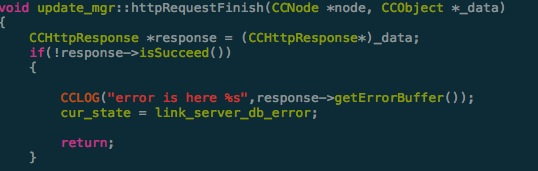 void update_mgr::httpRequestFinish(CCNode *node, CCObject *_data)
{
    CCHttpResponse *response = (CCHttpResponse*)_data;
    if(!response->isSucceed())
    {
        CCLOG("error is here %s",response->getErrorBuffer());
        cur_state = link_server_db_error;
        return;
    }